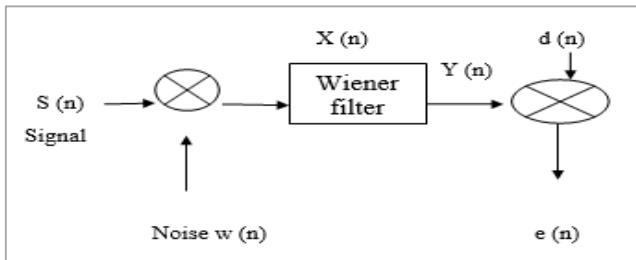 X (n)
d (n)
Y (n)
Wiener
filter
S (n)
Signal
Noise w (n)
e (n)